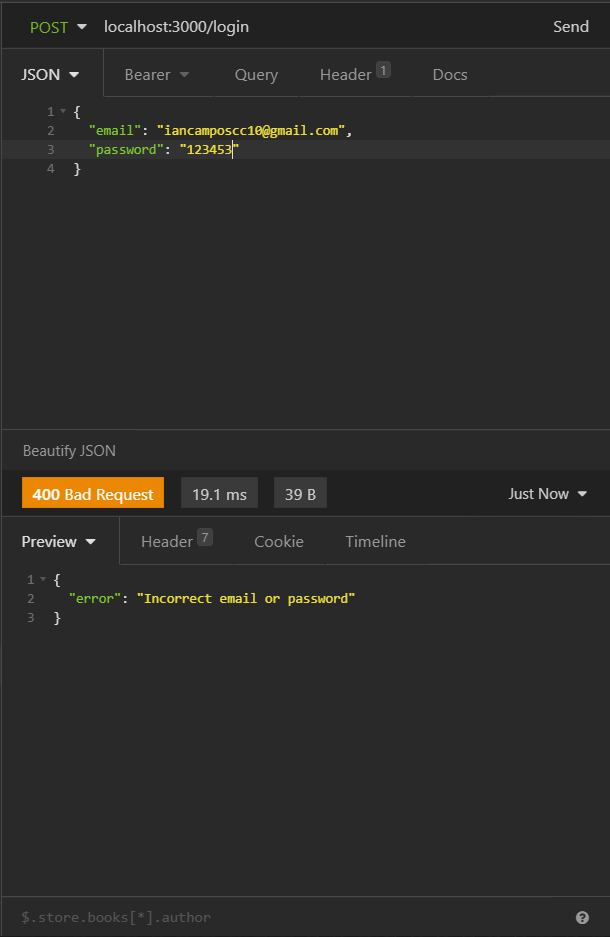 POST localhost:3000/login Send
JSON Bearer Query Header 1 Docs
1 {
2 "email": "iancamposcc10@gmail.com",
3 "password": "123453"
4 }
Beautify JSON
400 Bad Request 19.1 ms 39 B Just Now
Preview Header 7 Cookie Timeline
1 {
2 "error": "Incorrect email or password"
3 }
$.store.books[*].author ?